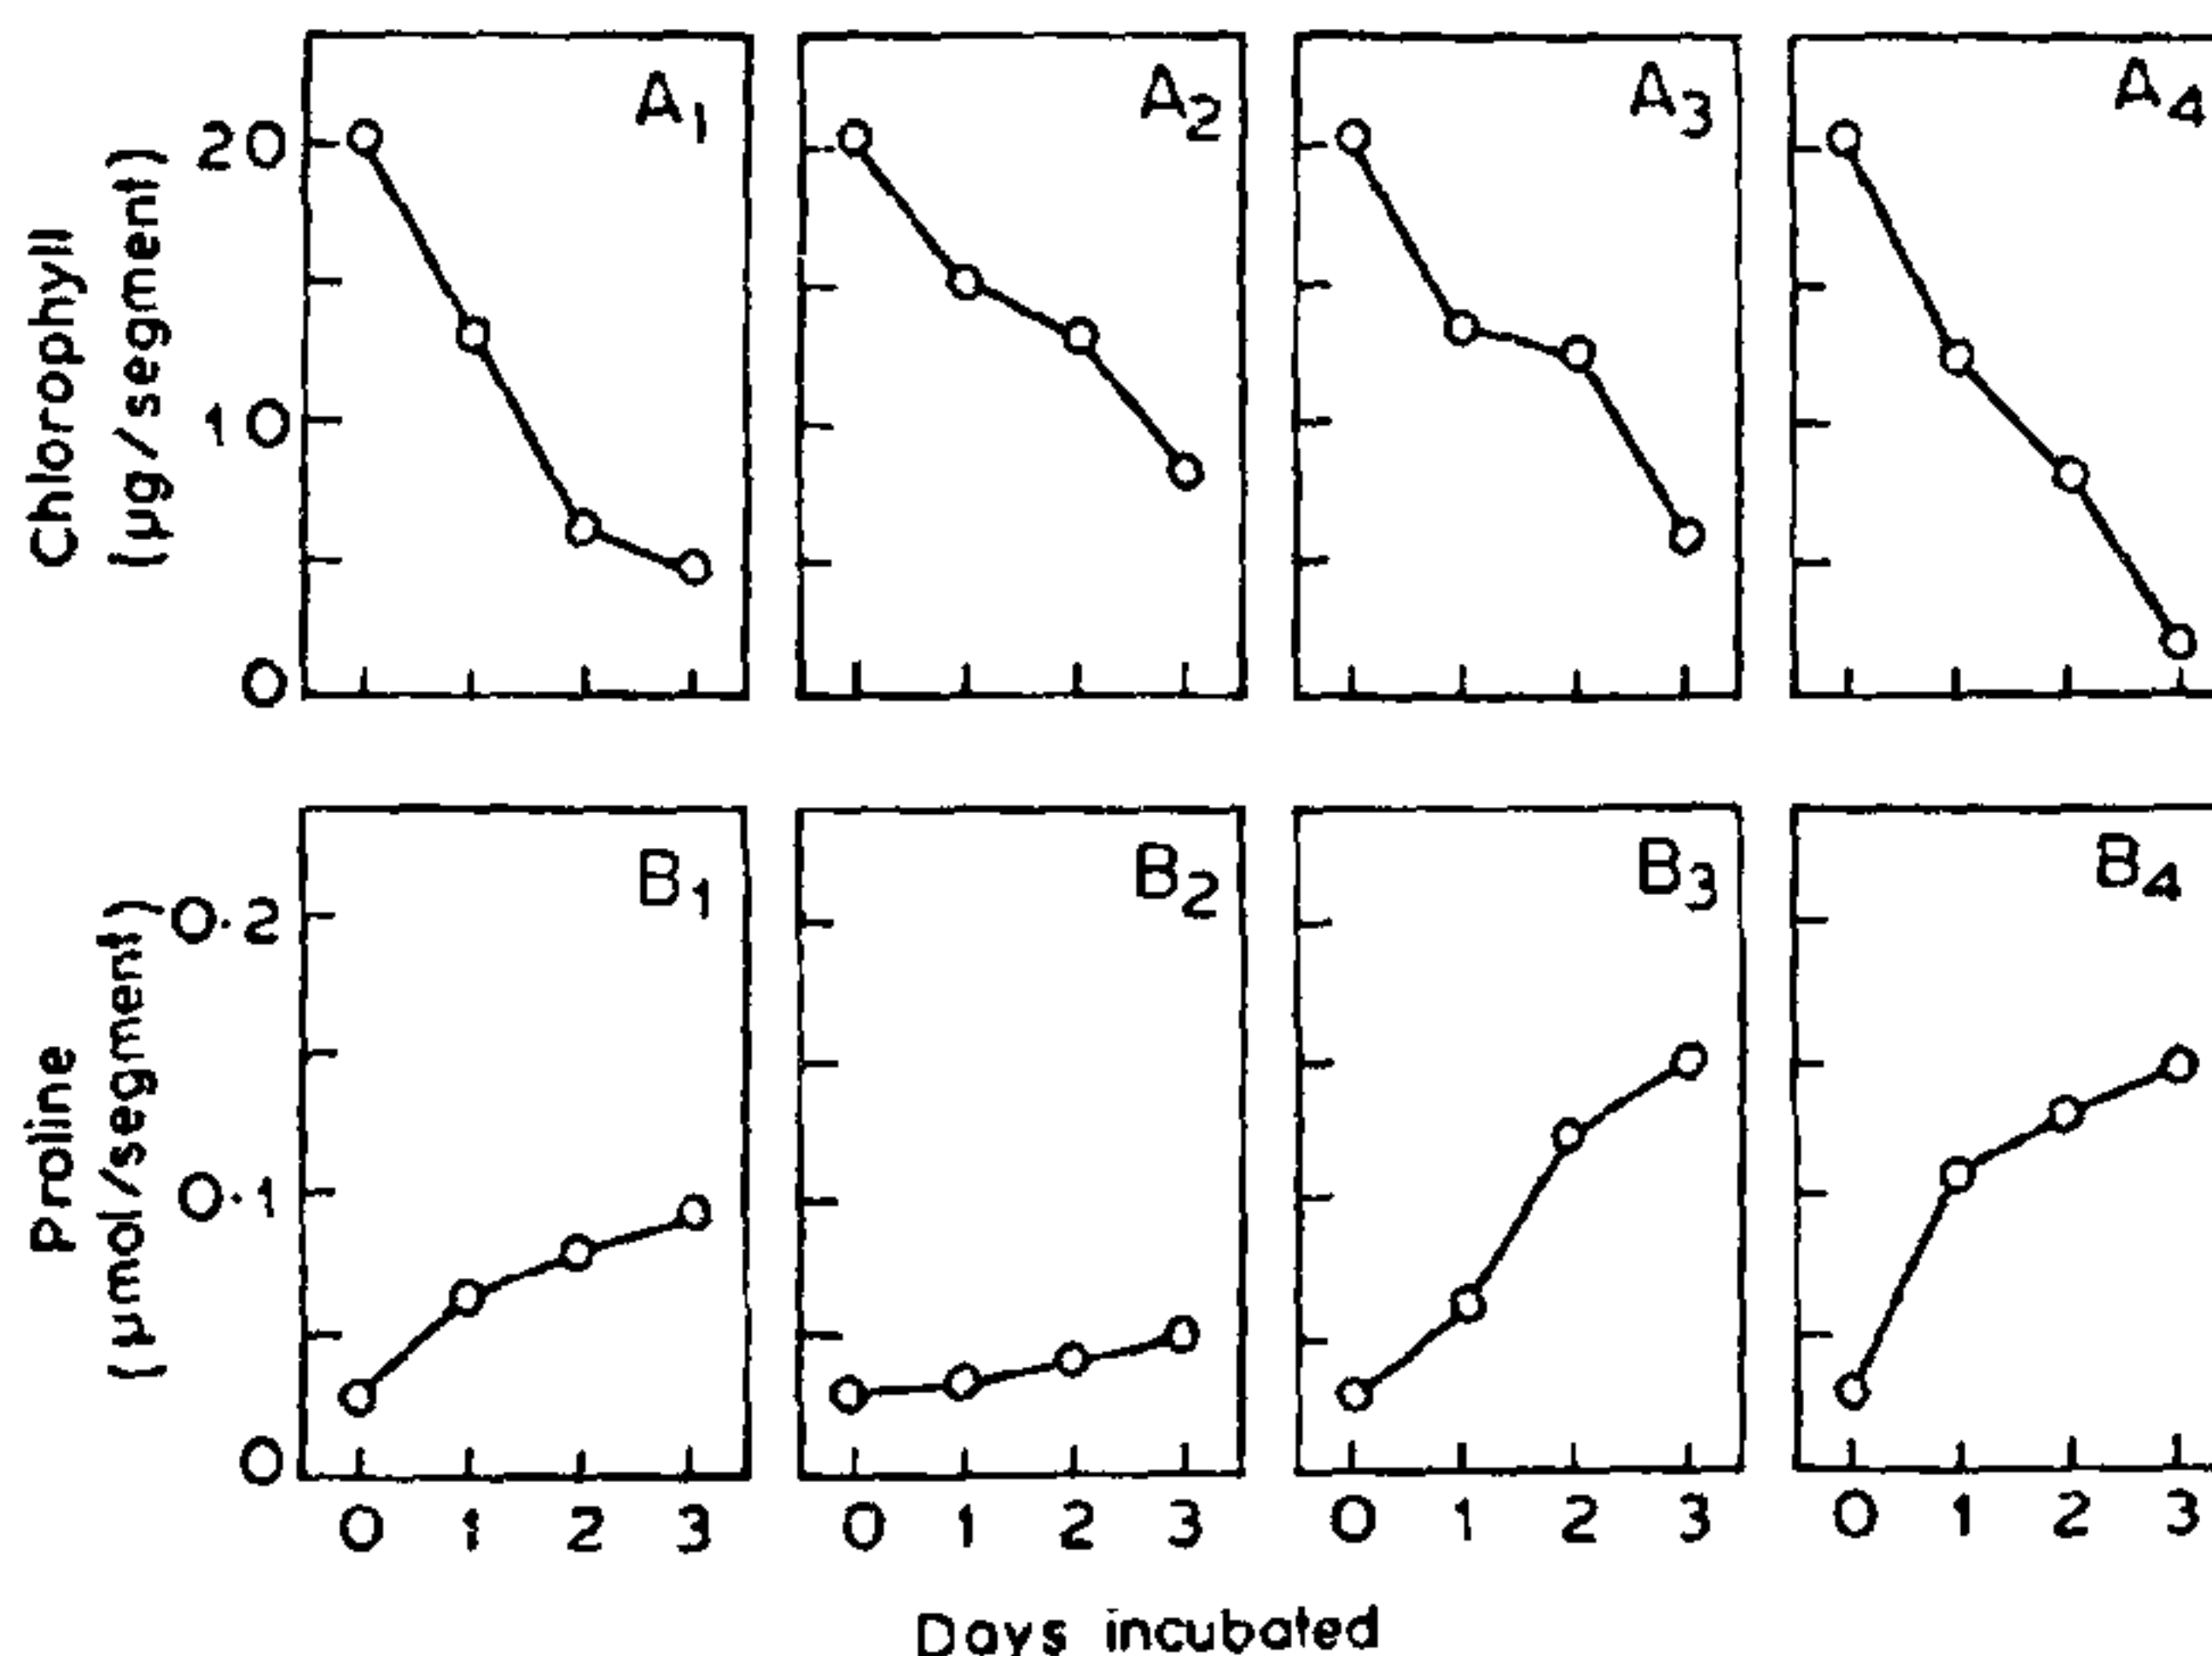 A1 A2 A3 A4
Chlorophyll
(µg/segment)
20
10
0
B1 B2 B3 B4
Proline
(µmol/segment)
0·2
0·1
0
0 1 2 3 0 1 2 3 0 1 2 3 0 1 2 3
Days incubated